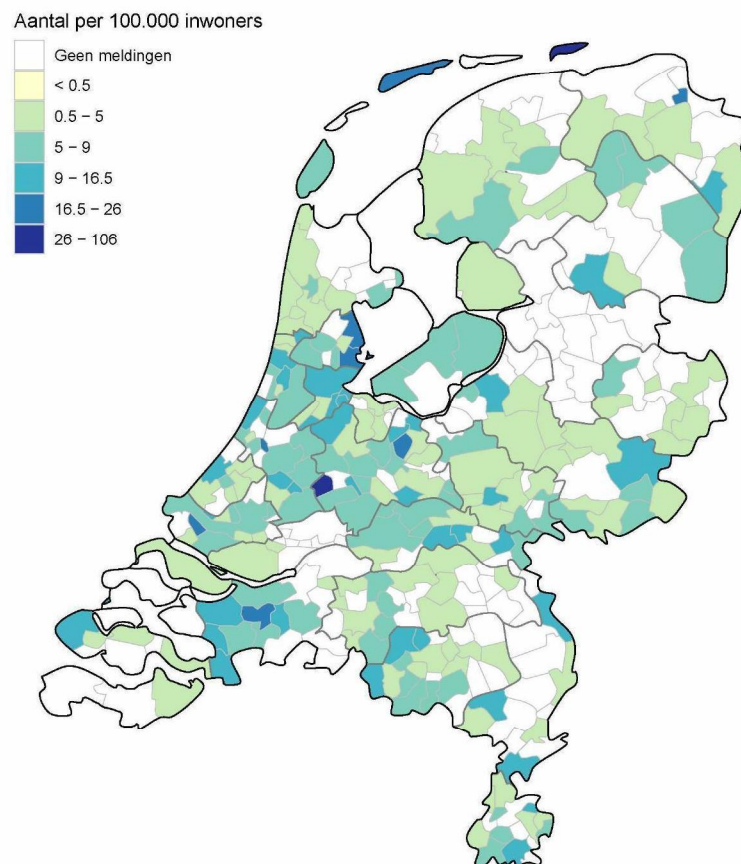 Aantal per 100.000 inwoners
Geen meldingen
< 0.5
0.5 – 5
5 – 9
9 – 16.5
16.5 – 26
26 – 106